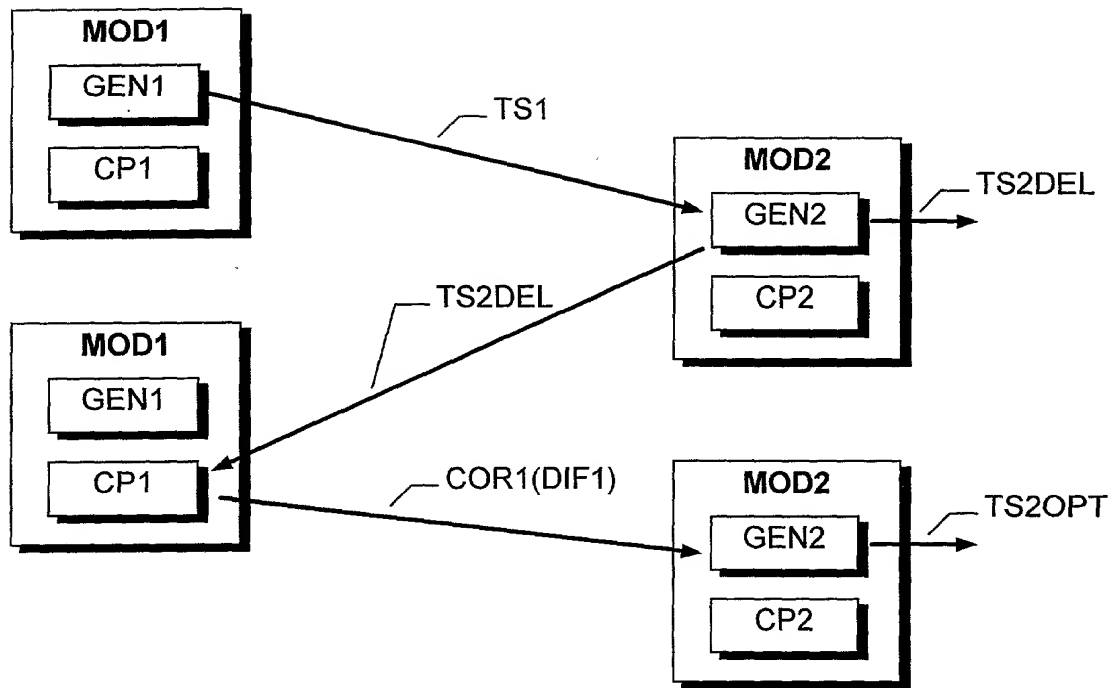 MOD1
GEN1
CP1
TS1
MOD2
GEN2
CP2
TS2DEL
TS2DEL
MOD1
GEN1
CP1
COR1(DIF1)
MOD2
GEN2
CP2
TS2OPT